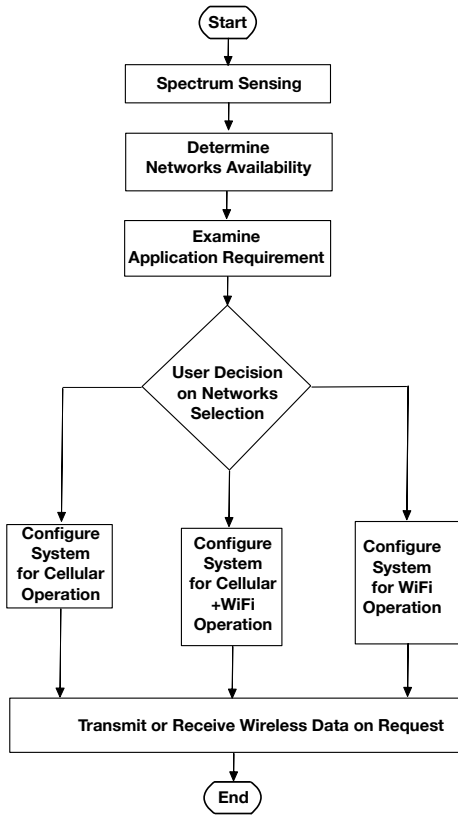 Start
Spectrum Sensing
Determine
Networks Availability
Examine
Application Requirement
User Decision
on Networks
Selection
Configure
System
for Cellular
Operation
Configure
System
for Cellular
+WiFi
Operation
Configure
System
for WiFi
Operation
Transmit or Receive Wireless Data on Request
End